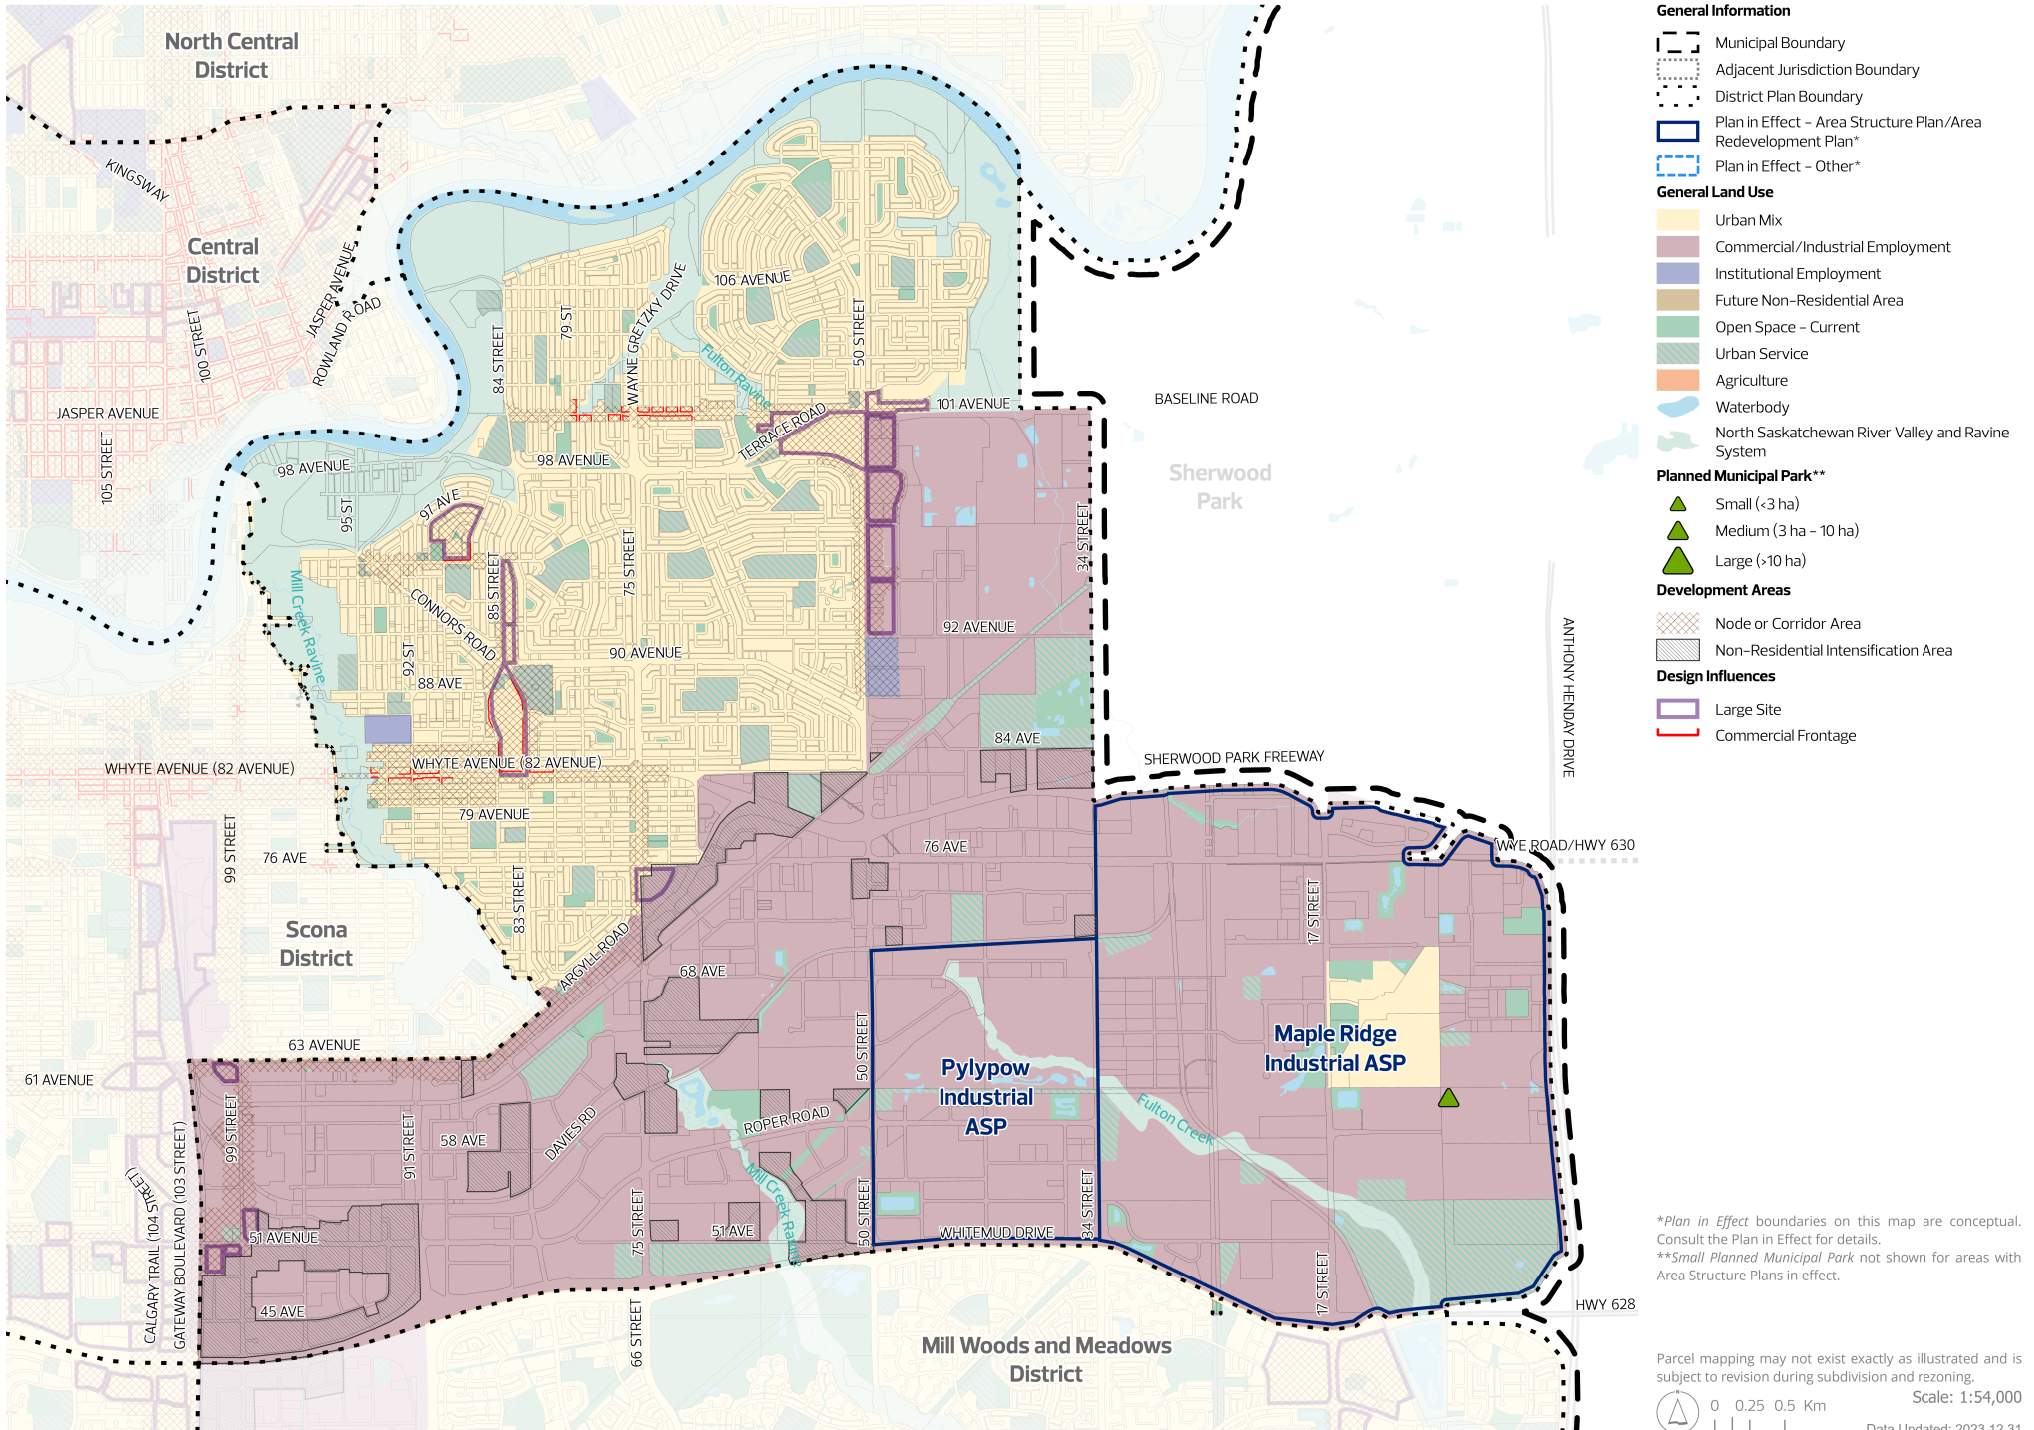 North Central
District
KINGSWAY
Central
District
JASPER AVENUE
ROWLAND ROAD
100 STREET
JASPER AVENUE
105 STREET
98 AVENUE
95 ST
97 AVE
84 STREET
79 ST
WAYNE GRETZKY DRIVE
106 AVENUE
50 STREET
Fulton Ravine
TERRACE ROAD
101 AVENUE
98 AVENUE
BASELINE ROAD
Sherwood
Park
34 STREET
75 STREET
85 STREET
CONNORS ROAD
Mill Creek Ravine
92 ST
88 AVE
90 AVENUE
92 AVENUE
84 AVE
WHYTE AVENUE (82 AVENUE)
WHYTE AVENUE (82 AVENUE)
SHERWOOD PARK FREEWAY
ANTHONY HENDAY DRIVE
79 AVENUE
76 AVE
76 AVE
WYE ROAD/HWY 630
99 STREET
83 STREET
17 STREET
Scona
District
ARGYLL ROAD
68 AVE
63 AVENUE
61 AVENUE
50 STREET
Pylypow
Industrial
ASP
Maple Ridge
Industrial ASP
Fulton Creek
99 STREET
91 STREET
58 AVE
DAVIES RD
ROPER ROAD
Mill Creek Ravine
CALGARY TRAIL (104 STREET)
GATEWAY BOULEVARD (103 STREET)
51 AVENUE
75 STREET
51 AVE
50 STREET
WHITEMUD DRIVE
34 STREET
17 STREET
45 AVE
66 STREET
HWY 628
Mill Woods and Meadows
District
General Information
Municipal Boundary
Adjacent Jurisdiction Boundary
District Plan Boundary
Plan in Effect – Area Structure Plan/Area
Redevelopment Plan*
Plan in Effect – Other*
General Land Use
Urban Mix
Commercial/Industrial Employment
Institutional Employment
Future Non-Residential Area
Open Space – Current
Urban Service
Agriculture
Waterbody
North Saskatchewan River Valley and Ravine
System
Planned Municipal Park**
Small (<3 ha)
Medium (3 ha – 10 ha)
Large (>10 ha)
Development Areas
Node or Corridor Area
Non-Residential Intensification Area
Design Influences
Large Site
Commercial Frontage
*Plan in Effect boundaries on this map are conceptual.
Consult the Plan in Effect for details.
**Small Planned Municipal Park not shown for areas with
Area Structure Plans in effect.
Parcel mapping may not exist exactly as illustrated and is
subject to revision during subdivision and rezoning.
Scale: 1:54,000
N
0 0.25 0.5 Km
Data Updated: 2023.12.31